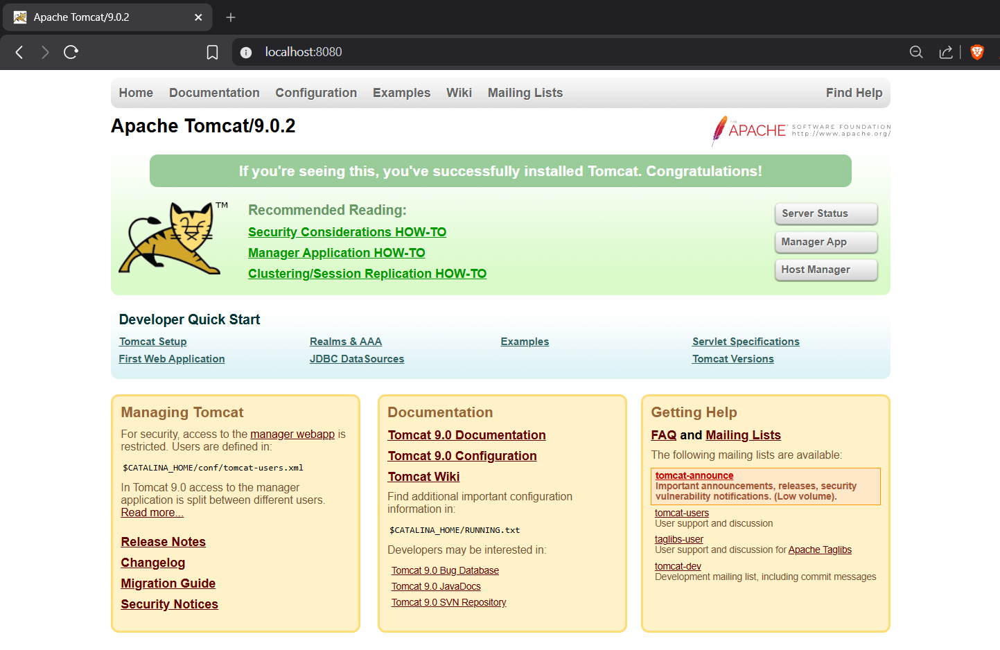 Apache Tomcat/9.0.2
localhost:8080
Home Documentation Configuration Examples Wiki Mailing Lists Find Help
Apache Tomcat/9.0.2
THE APACHE SOFTWARE FOUNDATION
http://www.apache.org/
If you're seeing this, you've successfully installed Tomcat. Congratulations!
TM
Recommended Reading:
Security Considerations HOW-TO
Manager Application HOW-TO
Clustering/Session Replication HOW-TO
Server Status
Manager App
Host Manager
Developer Quick Start
Tomcat Setup
First Web Application
Realms & AAA
JDBC DataSources
Examples
Servlet Specifications
Tomcat Versions
Managing Tomcat
For security, access to the manager webapp is
restricted. Users are defined in:
$CATALINA_HOME/conf/tomcat-users.xml
In Tomcat 9.0 access to the manager
application is split between different users.
Read more...
Release Notes
Changelog
Migration Guide
Security Notices
Documentation
Tomcat 9.0 Documentation
Tomcat 9.0 Configuration
Tomcat Wiki
Find additional important configuration
information in:
$CATALINA_HOME/RUNNING.txt
Developers may be interested in:
Tomcat 9.0 Bug Database
Tomcat 9.0 JavaDocs
Tomcat 9.0 SVN Repository
Getting Help
FAQ and Mailing Lists
The following mailing lists are available:
tomcat-announce
Important announcements, releases, security
vulnerability notifications. (Low volume).
tomcat-users
User support and discussion
taglibs-user
User support and discussion for Apache Taglibs
tomcat-dev
Development mailing list, including commit messages